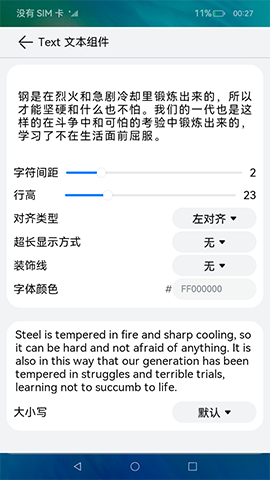 没有 SIM 卡 11% 00:27
Text 文本组件
钢是在烈火和急剧冷却里锻炼出来的，所以
才能坚硬和什么也不怕。我们的一代也是这
样的在斗争中和可怕的考验中锻炼出来的，
学习了不在生活面前屈服。
字符间距 2
行高 23
对齐类型 左对齐
超长显示方式 无
装饰线 无
字体颜色 # FF000000
Steel is tempered in fire and sharp cooling, so
it can be hard and not afraid of anything. It is
also in this way that our generation has been
tempered in struggles and terrible trials,
learning not to succumb to life.
大小写 默认